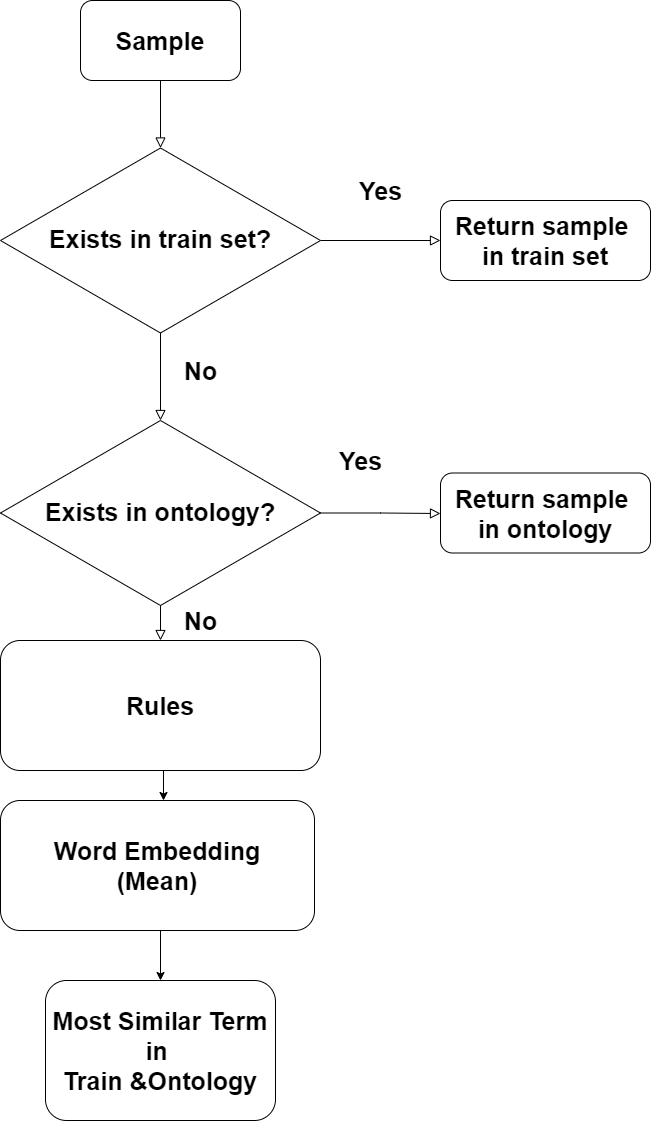 Sample
Exists in train set?
Yes
Return sample
in train set
No
Exists in ontology?
Yes
Return sample
in ontology
No
Rules
Word Embedding
(Mean)
Most Similar Term
in
Train &Ontology